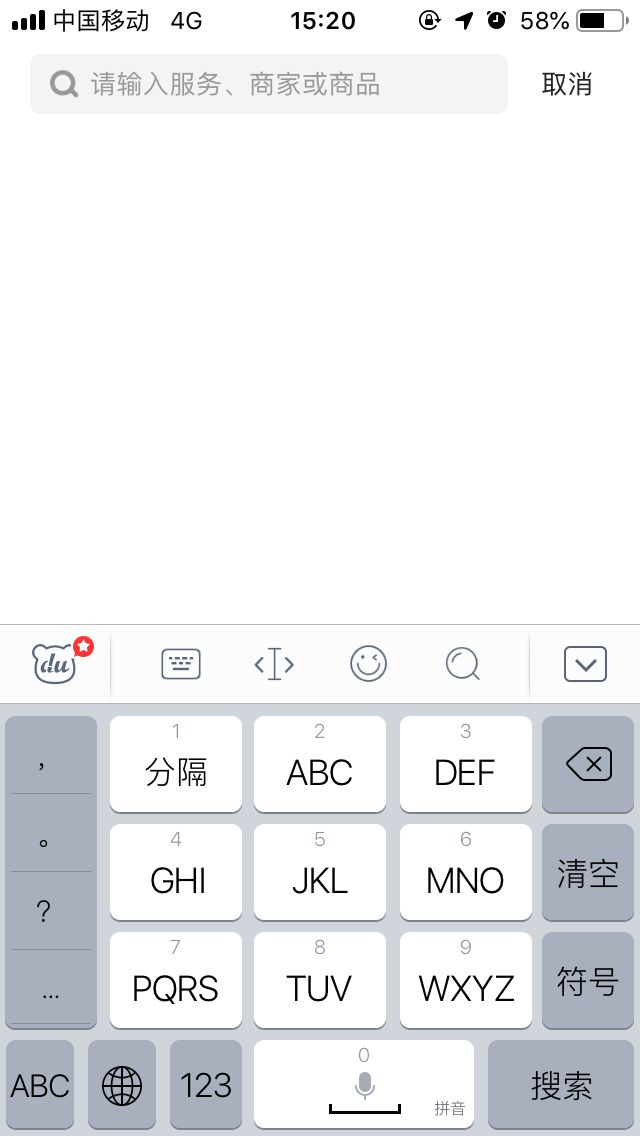 中国移动 4G 15:20 58%
请输入服务、商家或商品 取消
du
, 1 2 3
分隔 ABC DEF
。 4 5 6
GHI JKL MNO 清空
? 7 8 9
PQRS TUV WXYZ 符号
...
ABC 123 0 拼音 搜索